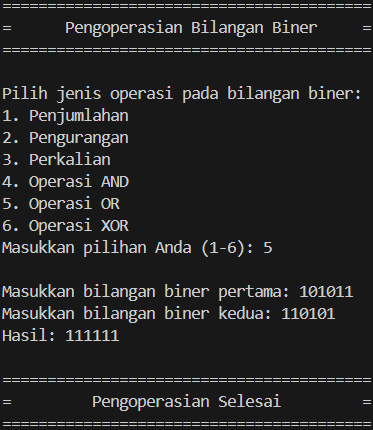 =========================================
=      Pengoperasian Bilangan Biner     =
=========================================

Pilih jenis operasi pada bilangan biner:
1. Penjumlahan
2. Pengurangan
3. Perkalian
4. Operasi AND
5. Operasi OR
6. Operasi XOR
Masukkan pilihan Anda (1-6): 5

Masukkan bilangan biner pertama: 101011
Masukkan bilangan biner kedua: 110101
Hasil: 111111

=========================================
=         Pengoperasian Selesai         =
=========================================